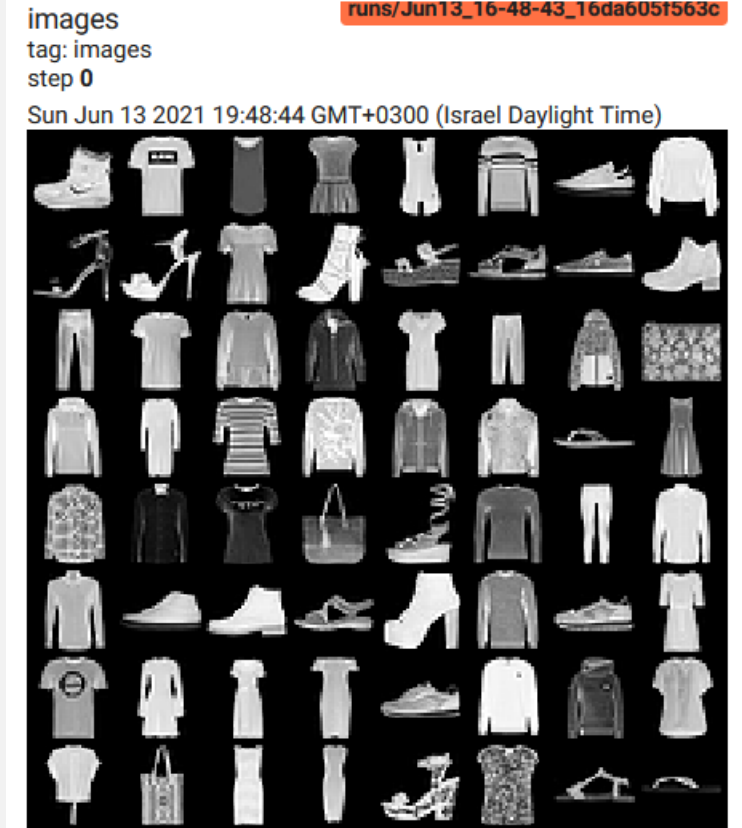 images
runs/Jun13_16-48-43_16da605f563c
tag: images
step 0
Sun Jun 13 2021 19:48:44 GMT+0300 (Israel Daylight Time)